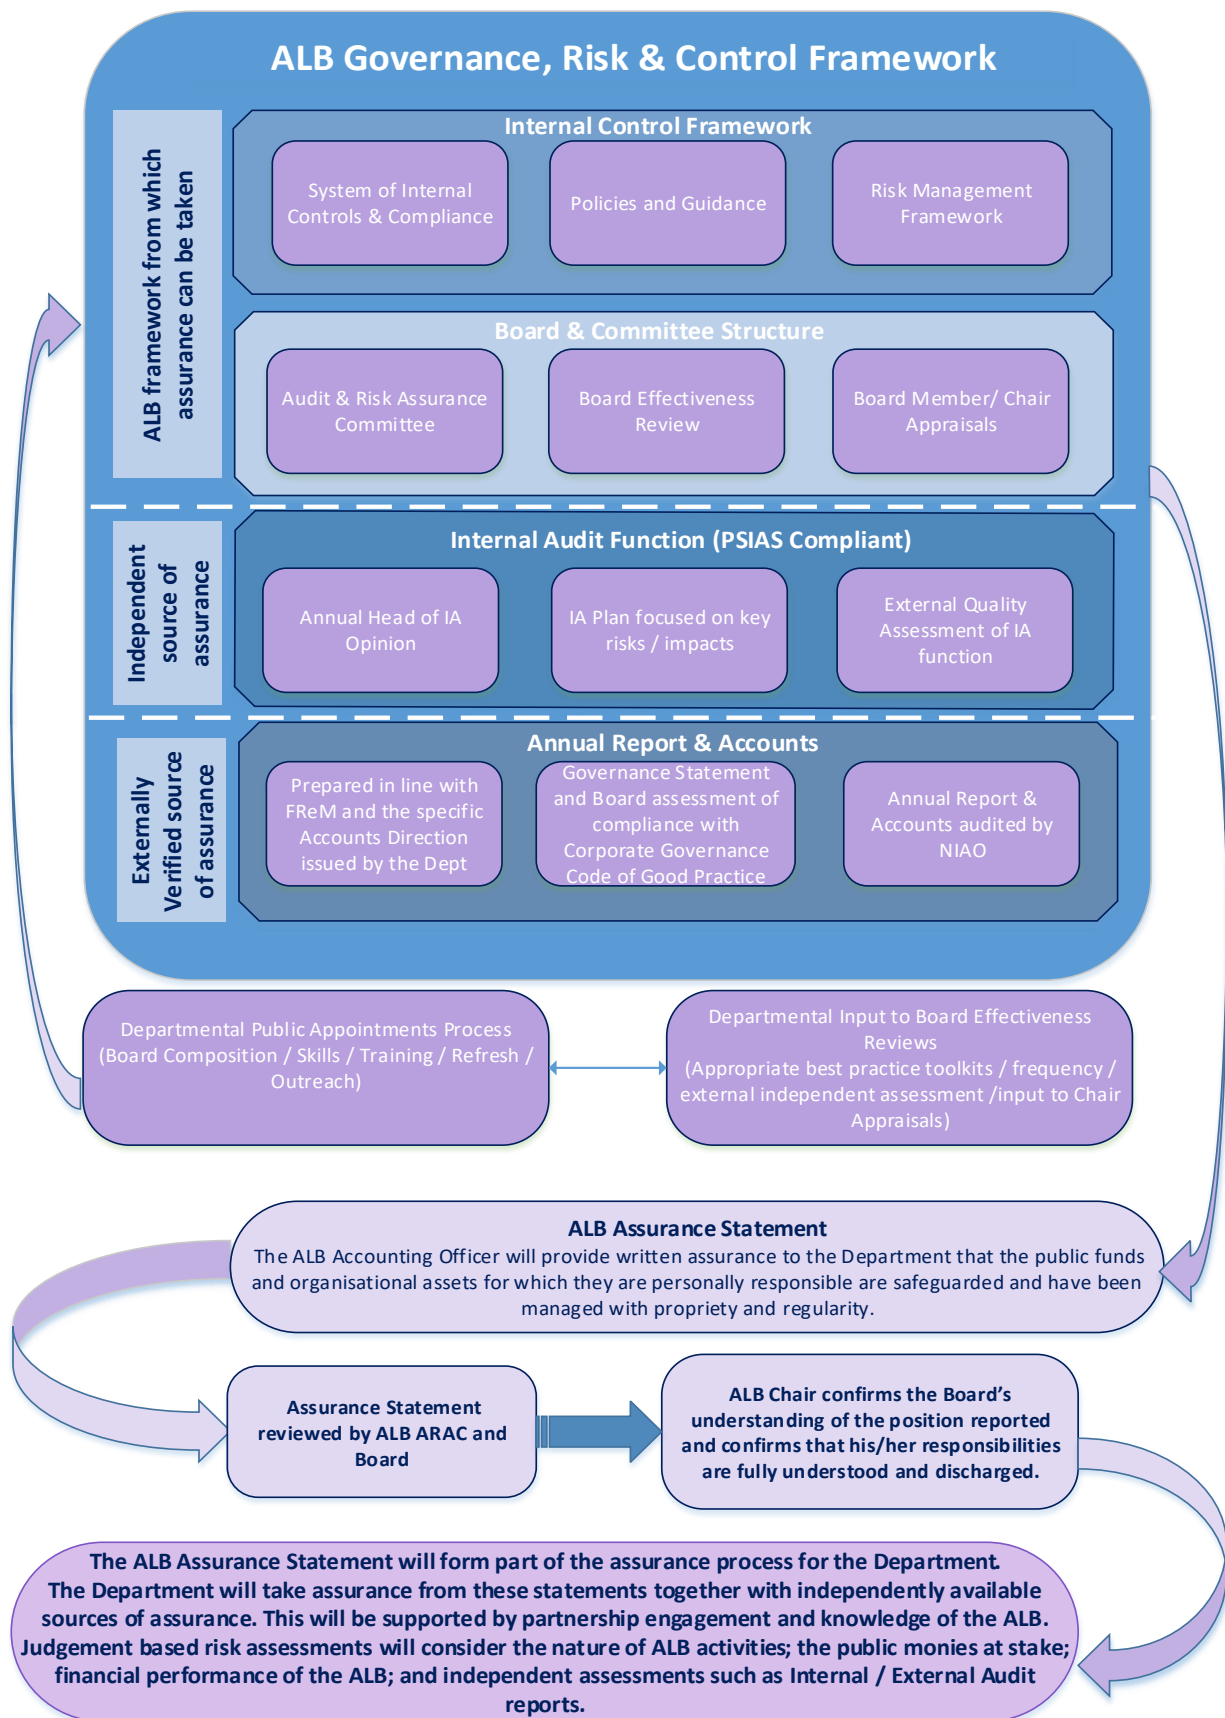 ALB Governance, Risk & Control Framework
ALB framework from which
assurance can be taken
Internal Control Framework
System of Internal
Controls & Compliance
Policies and Guidance
Risk Management
Framework
Board & Committee Structure
Audit & Risk Assurance
Committee
Board Effectiveness
Review
Board Member/ Chair
Appraisals
Independent
source of
assurance
Internal Audit Function (PSIAS Compliant)
Annual Head of IA
Opinion
IA Plan focused on key
risks / impacts
External Quality
Assessment of IA
function
Externally
Verified source
of assurance
Annual Report & Accounts
Prepared in line with
FReM and the specific
Accounts Direction
issued by the Dept
Governance Statement
and Board assessment of
compliance with
Corporate Governance
Code of Good Practice
Annual Report &
Accounts audited by
NIAO
Departmental Public Appointments Process
(Board Composition / Skills / Training / Refresh /
Outreach)
Departmental Input to Board Effectiveness
Reviews
(Appropriate best practice toolkits / frequency /
external independent assessment /input to Chair
Appraisals)
ALB Assurance Statement
The ALB Accounting Officer will provide written assurance to the Department that the public funds
and organisational assets for which they are personally responsible are safeguarded and have been
managed with propriety and regularity.
Assurance Statement
reviewed by ALB ARAC and
Board
ALB Chair confirms the Board’s
understanding of the position reported
and confirms that his/her responsibilities
are fully understood and discharged.
The ALB Assurance Statement will form part of the assurance process for the Department.
The Department will take assurance from these statements together with independently available
sources of assurance. This will be supported by partnership engagement and knowledge of the ALB.
Judgement based risk assessments will consider the nature of ALB activities; the public monies at stake;
financial performance of the ALB; and independent assessments such as Internal / External Audit
reports.